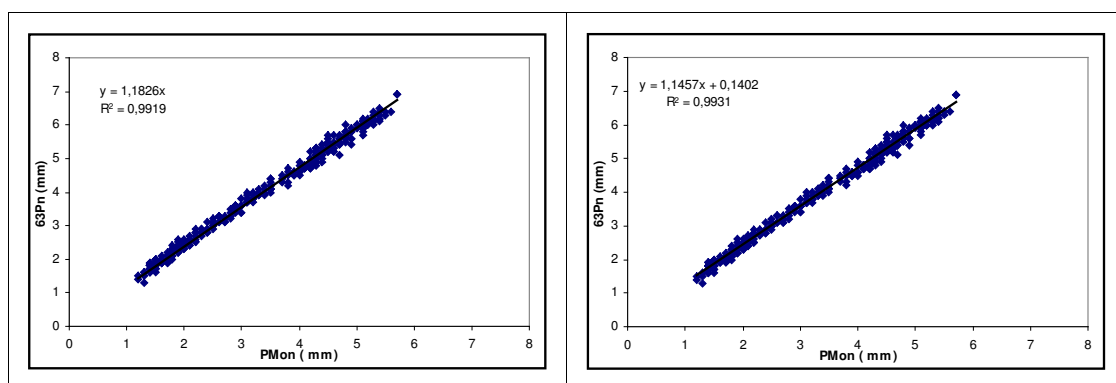 y = 1,1826x
R² = 0,9919
8
7
6
5
4
3
2
1
0
63Pn (mm)
0 1 2 3 4 5 6 7 8
PMon ( mm)
y = 1,1457x + 0,1402
R² = 0,9931
8
7
6
5
4
3
2
1
0
63Pn (mm)
0 1 2 3 4 5 6 7 8
PMon ( mm)